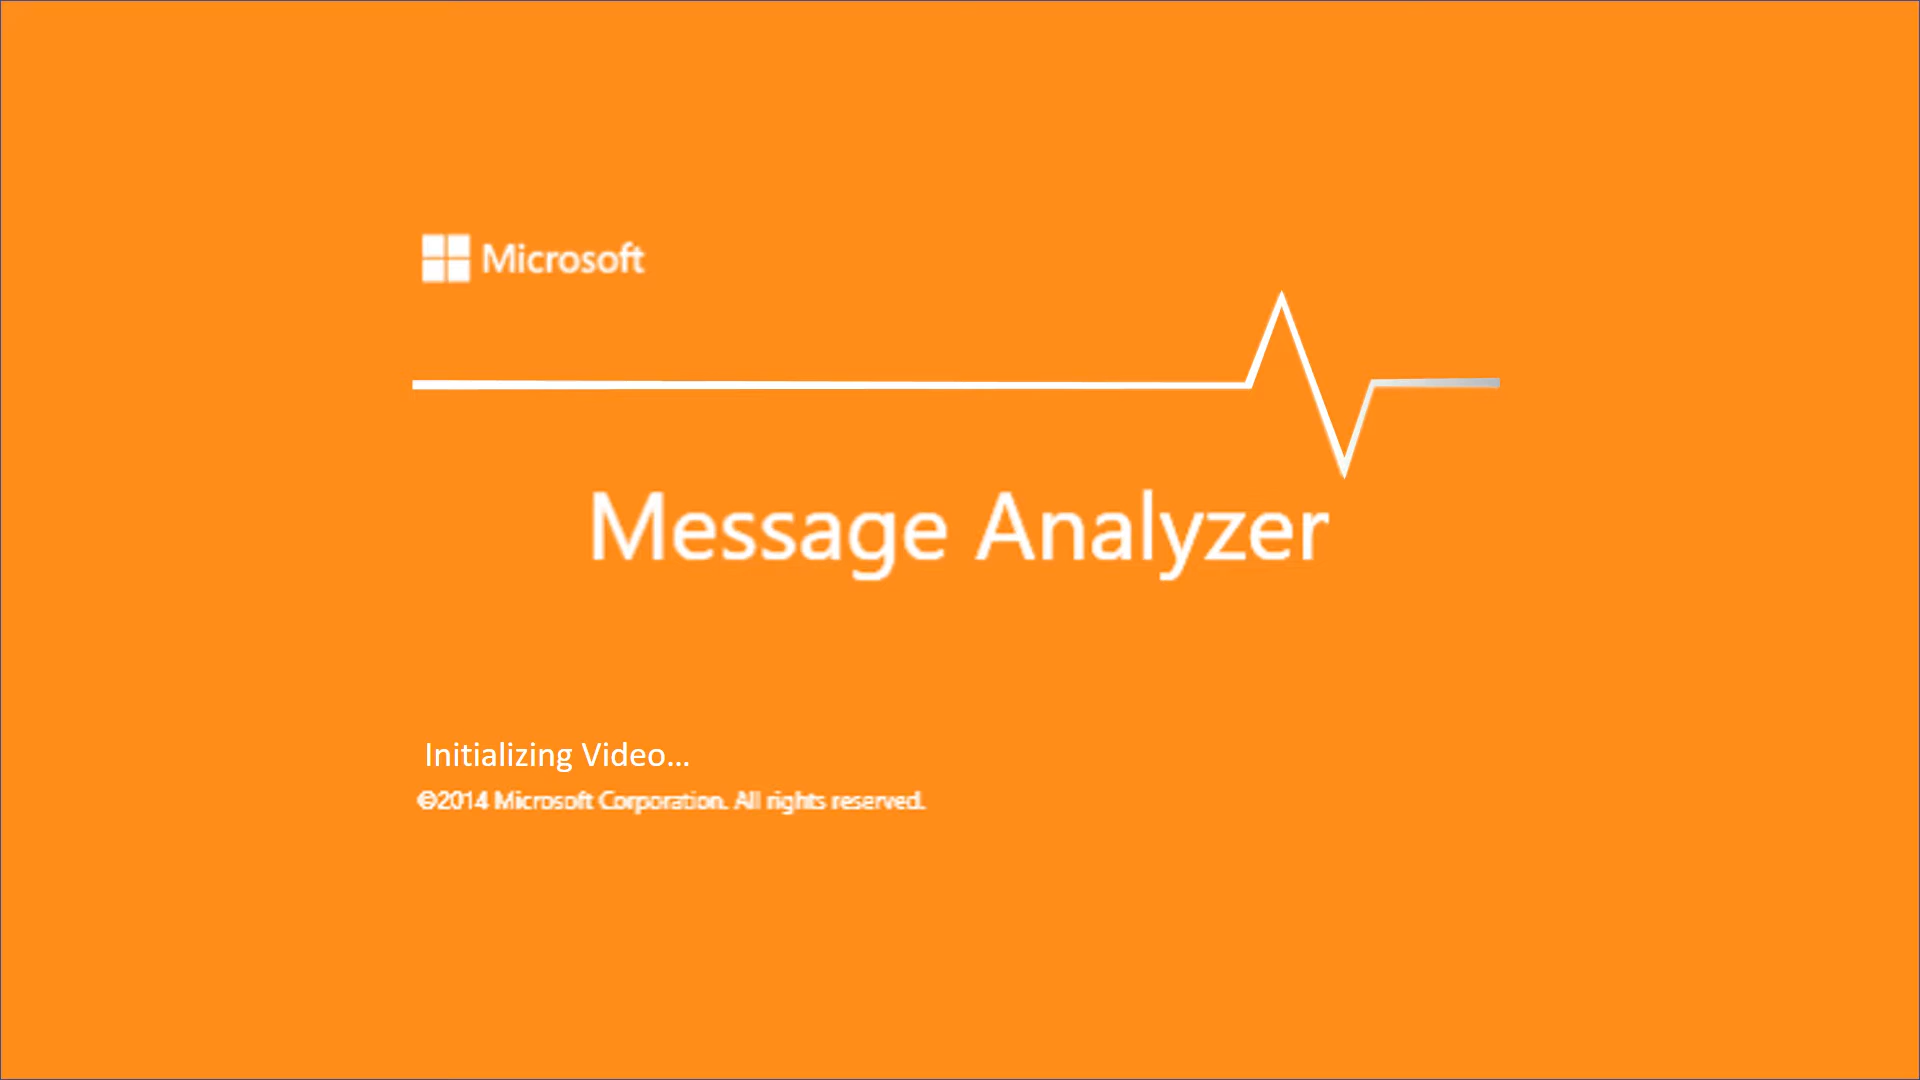 Microsoft
Message Analyzer
Initializing Video...
©2014 Microsoft Corporation. All rights reserved.